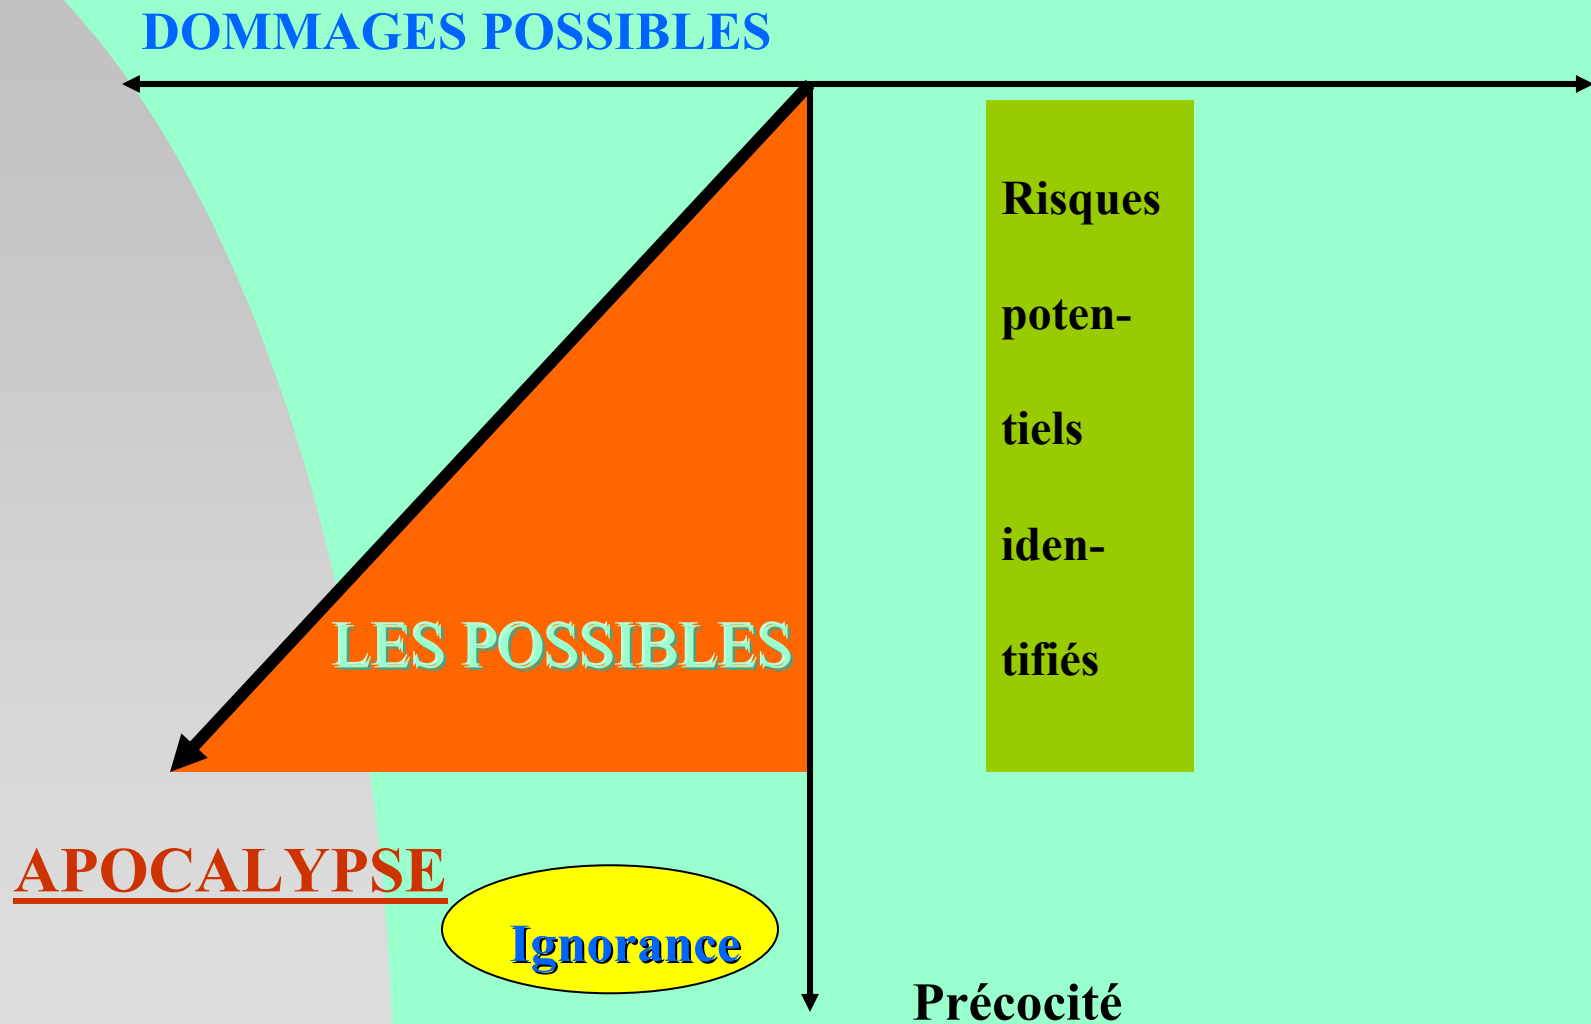 DOMMAGES POSSIBLES
Risques
poten-
tiels
iden-
tifiés
LES POSSIBLES
APOCALYPSE
Ignorance
Précocité